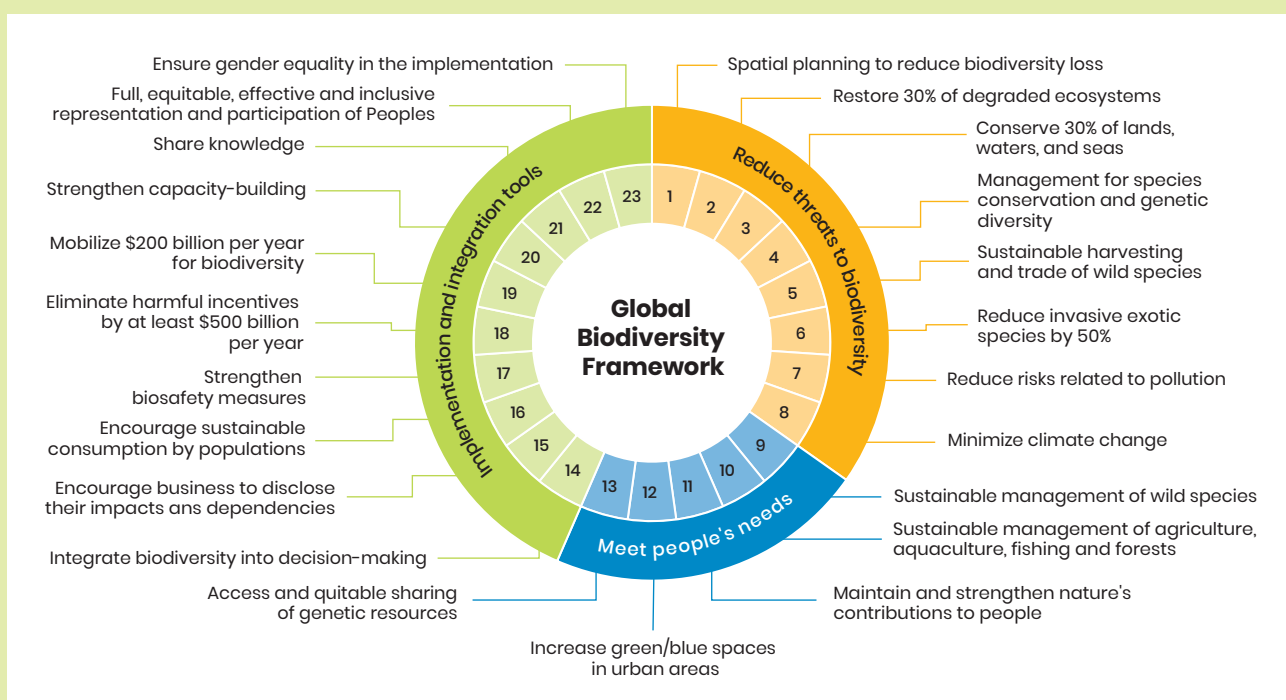 Global
Biodiversity
Framework
Reduce threats to biodiversity
1
Spatial planning to reduce biodiversity loss
2
Restore 30% of degraded ecosystems
3
Conserve 30% of lands,
waters, and seas
4
Management for species
conservation and genetic
diversity
5
Sustainable harvesting
and trade of wild species
6
Reduce invasive exotic
species by 50%
7
Reduce risks related to pollution
8
Minimize climate change
Meet people's needs
9
Sustainable management of wild species
10
Sustainable management of agriculture,
aquaculture, fishing and forests
11
Maintain and strengthen nature's
contributions to people
12
Increase green/blue spaces
in urban areas
13
Access and quitable sharing
of genetic resources
Implementation and integration tools
14
Integrate biodiversity into decision-making
15
Encourage business to disclose
their impacts ans dependencies
16
Encourage sustainable
consumption by populations
17
Strengthen
biosafety measures
18
Eliminate harmful incentives
by at least $500 billion
per year
19
Mobilize $200 billion per year
for biodiversity
20
Strengthen capacity-building
21
Share knowledge
22
Full, equitable, effective and inclusive
representation and participation of Peoples
23
Ensure gender equality in the implementation